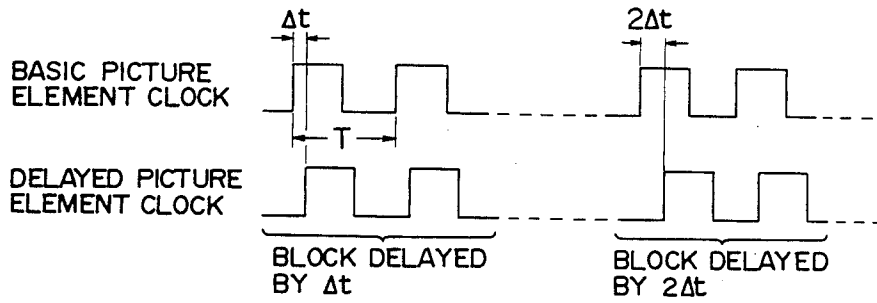 Δt
2Δt
BASIC PICTURE
ELEMENT CLOCK
T
DELAYED PICTURE
ELEMENT CLOCK
BLOCK DELAYED
BY Δt
BLOCK DELAYED
BY 2Δt